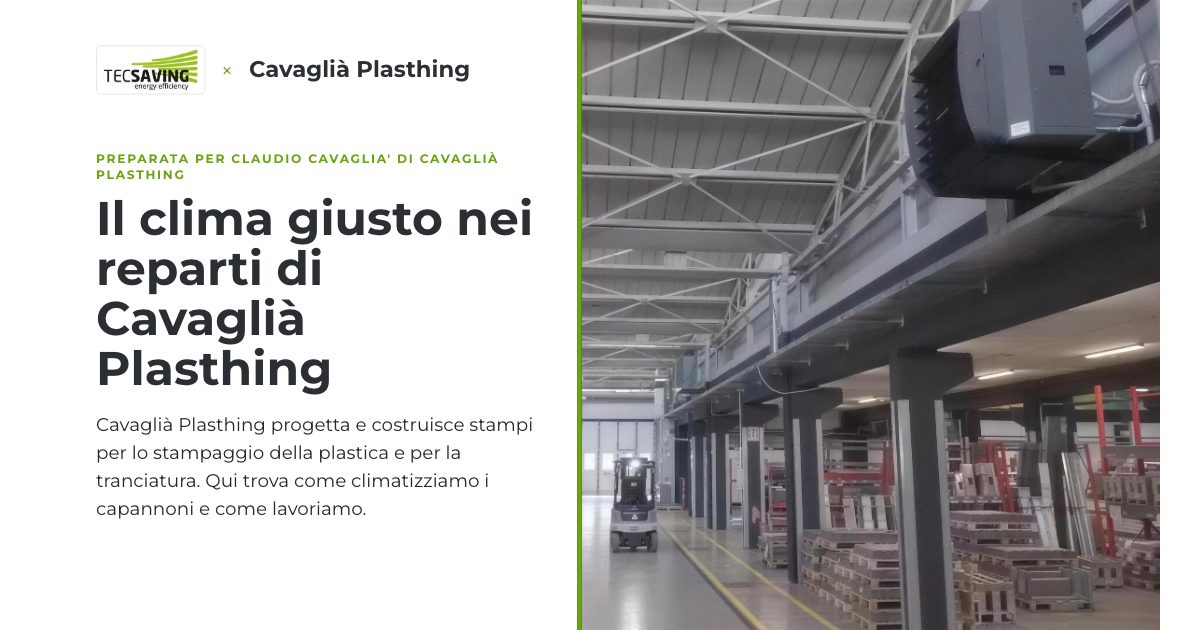 TECSAVING
energy efficiency
× Cavaglià Plasthing
PREPARATA PER CLAUDIO CAVAGLIA' DI CAVAGLIÀ
PLASTHING
Il clima giusto nei
reparti di
Cavaglià
Plasthing
Cavaglià Plasthing progetta e costruisce stampi
per lo stampaggio della plastica e per la
tranciatura. Qui trova come climatizziamo i
capannoni e come lavoriamo.